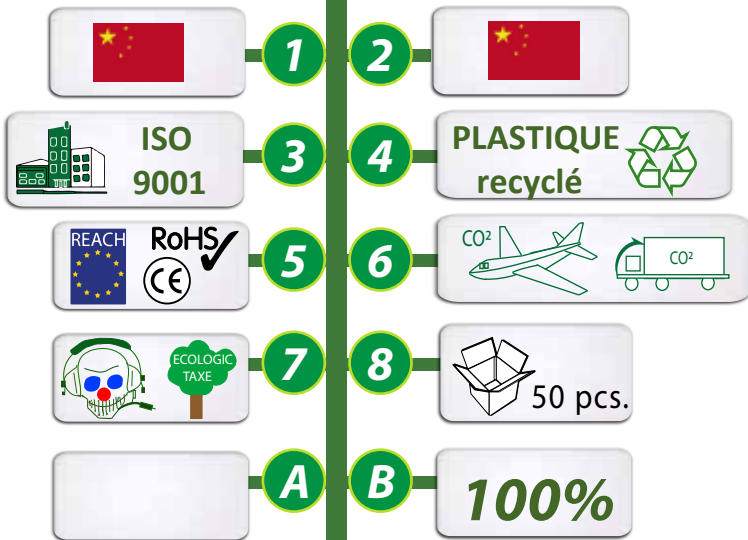 1
2
ISO
9001
3
4
PLASTIQUE
recyclé
REACH
RoHS
CE
5
6
CO²
CO²
ECOLOGIC
TAXE
7
8
50 pcs.
A
B
100%